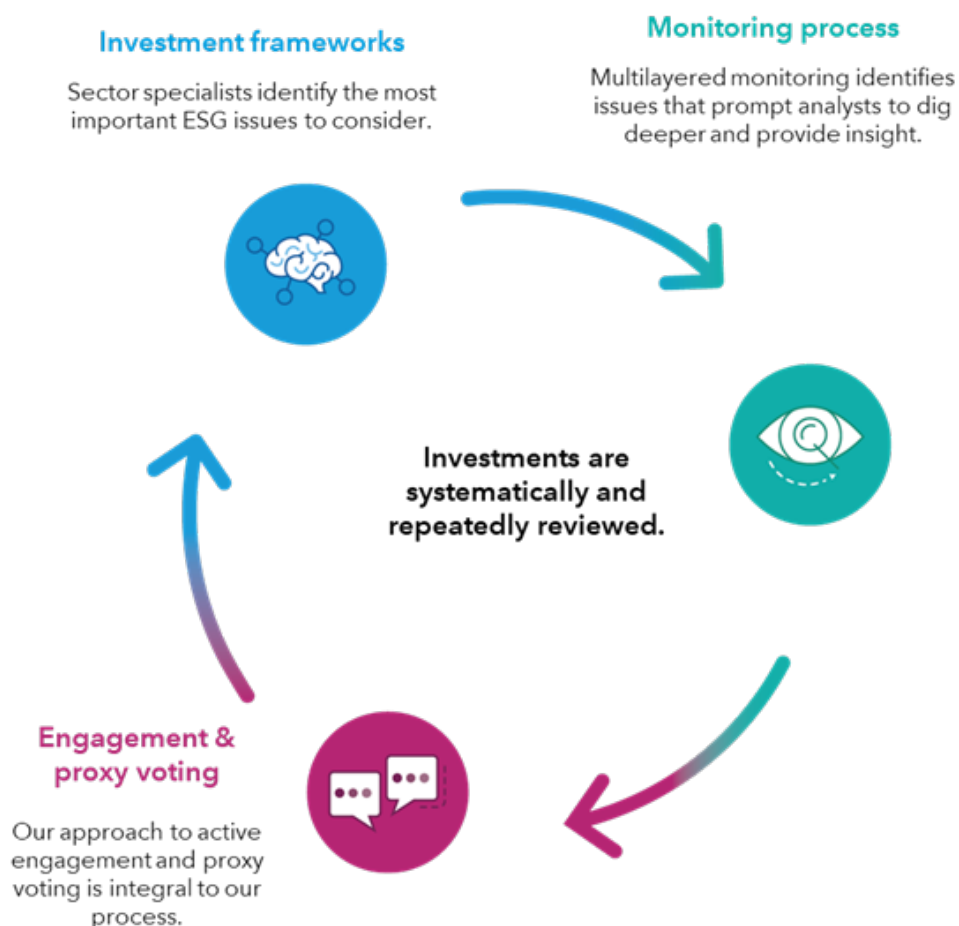 Investment frameworks
Sector specialists identify the most
important ESG issues to consider.
Monitoring process
Multilayered monitoring identifies
issues that prompt analysts to dig
deeper and provide insight.
Investments are
systematically and
repeatedly reviewed.
Engagement &
proxy voting
Our approach to active
engagement and proxy
voting is integral to our
process.